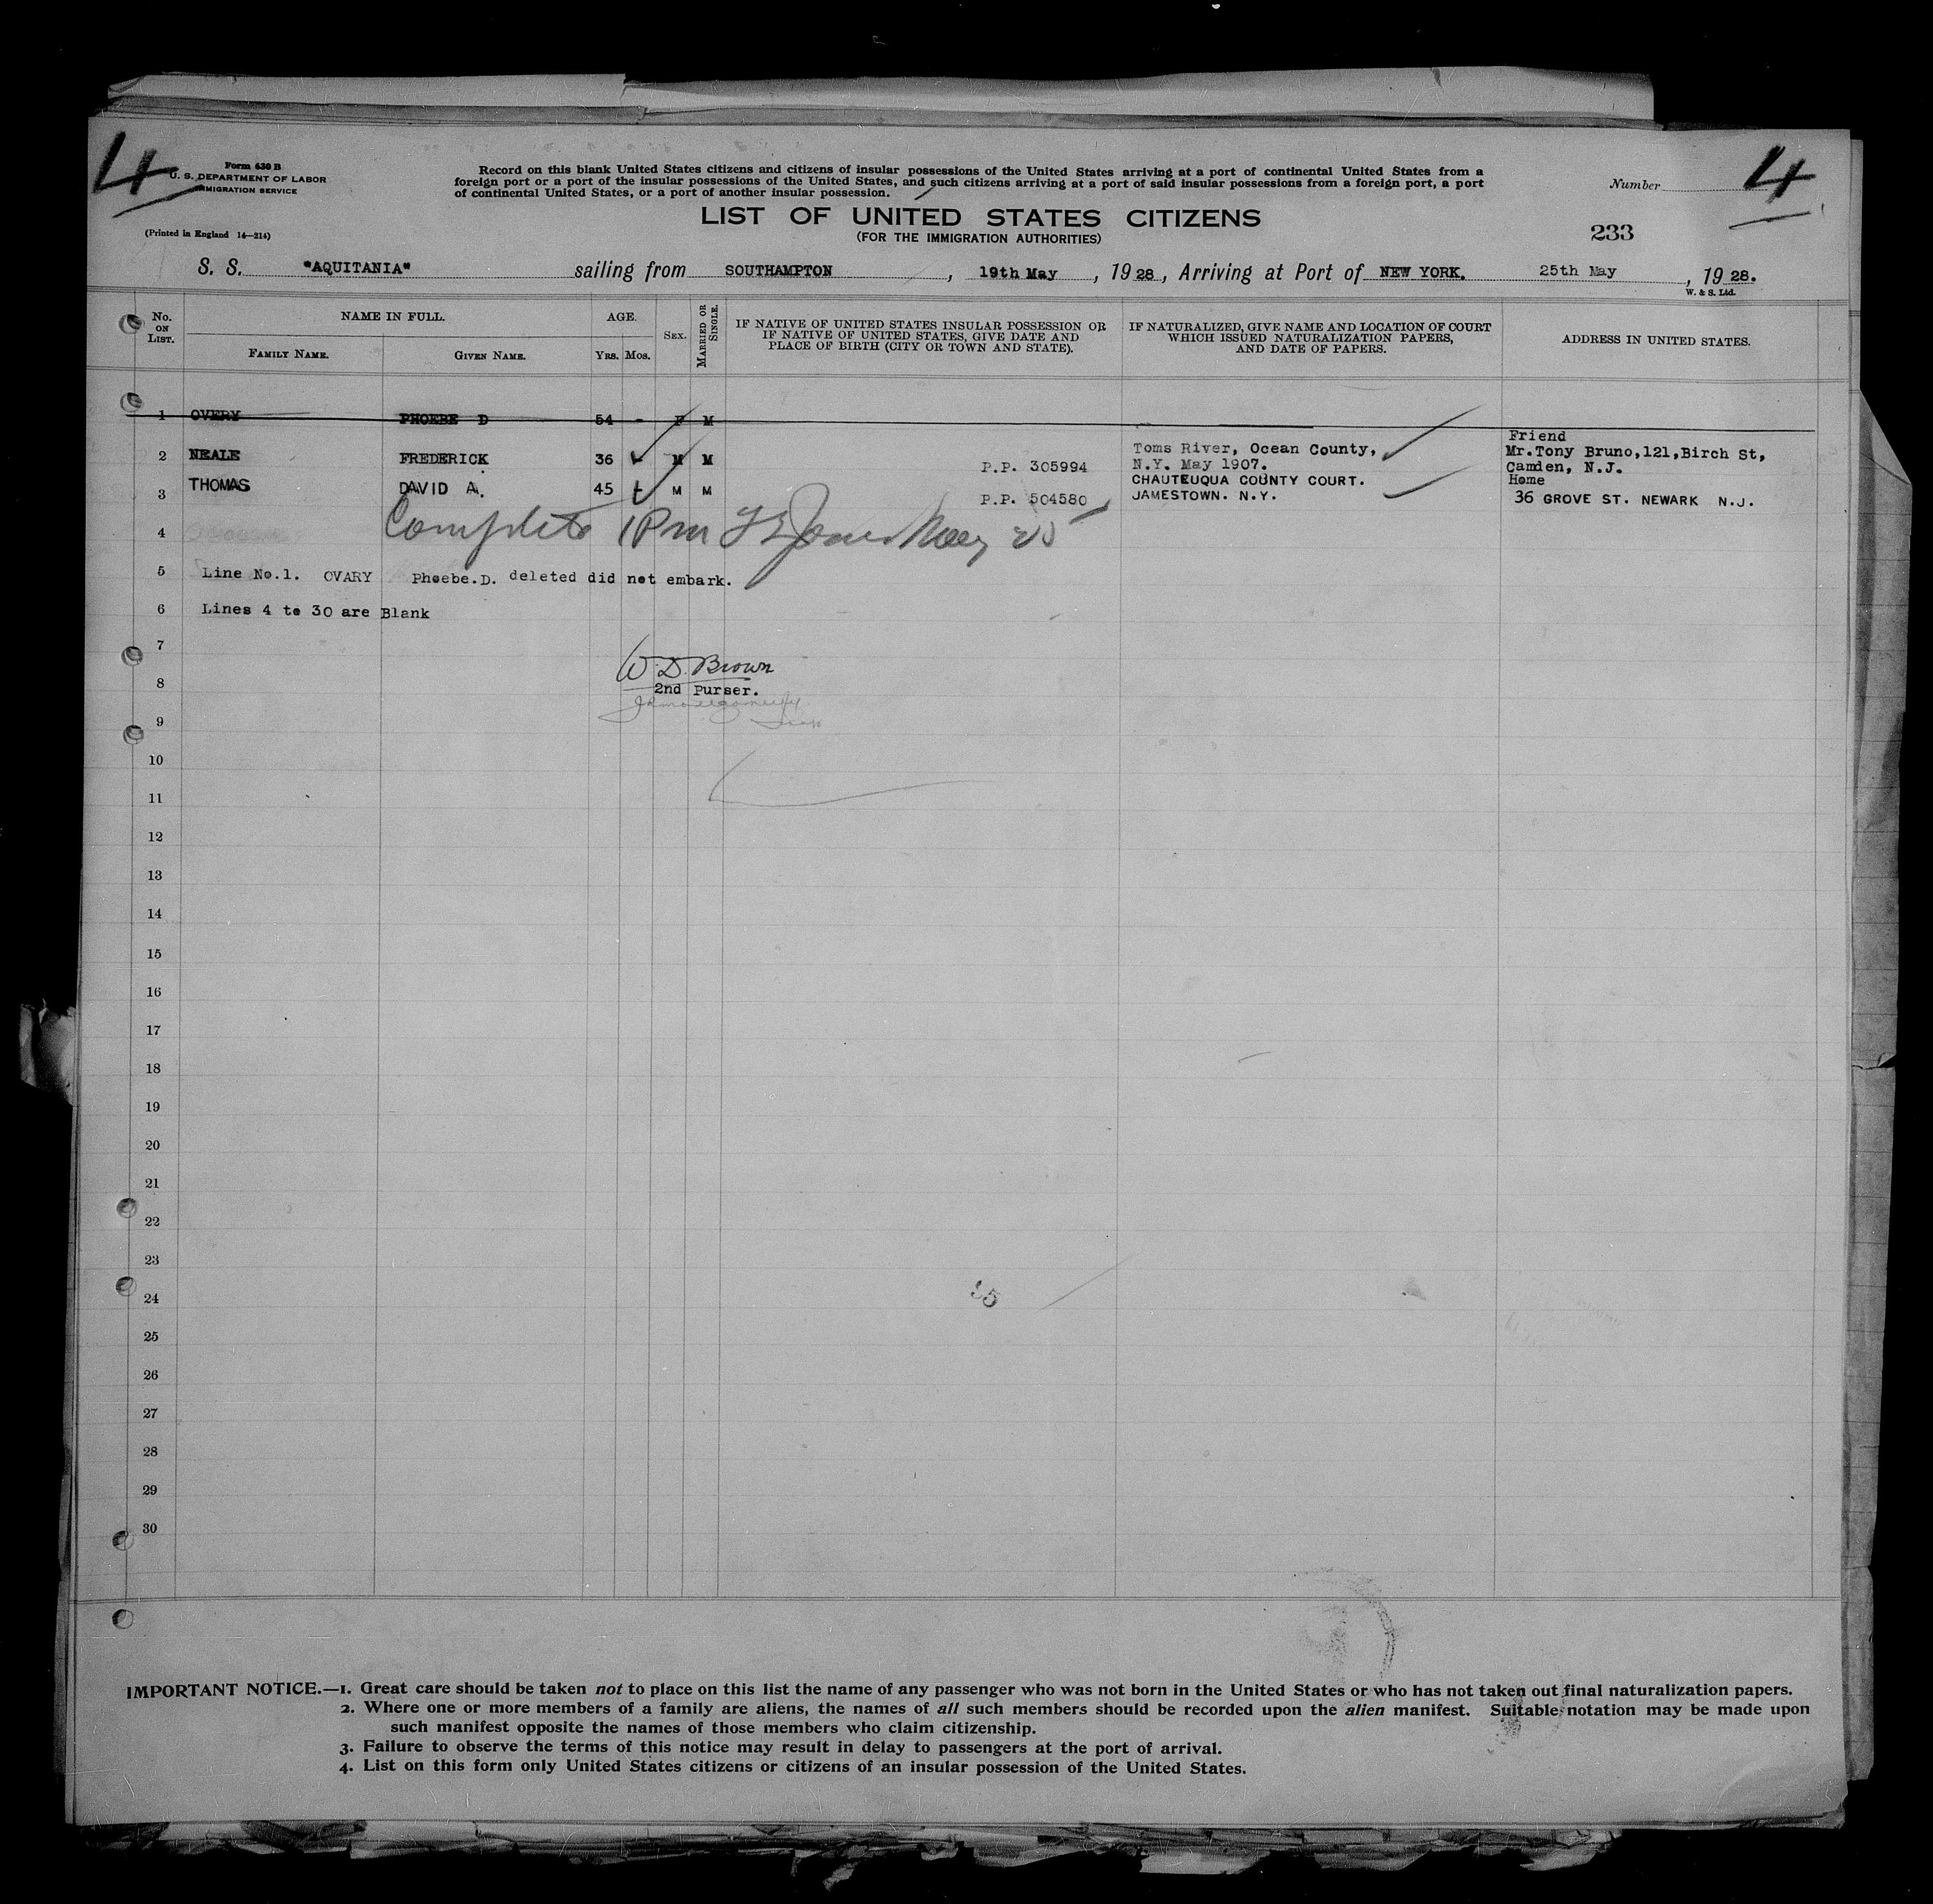 4
Form 630 B
U. S. DEPARTMENT OF LABOR
IMMIGRATION SERVICE
(Printed in England 14—214)
Record on this blank United States citizens and citizens of insular possessions of the United States arriving at a port of continental United States from a
foreign port or a port of the insular possessions of the United States, and such citizens arriving at a port of said insular possessions from a foreign port, a port
of continental United States, or a port of another insular possession.
Number 4
LIST OF UNITED STATES CITIZENS
(FOR THE IMMIGRATION AUTHORITIES)
233
S. S. "AQUITANIA" sailing from SOUTHAMPTON, 19th May, 1928, Arriving at Port of NEW YORK. 25th May, 1928.
W. & S. Ltd.
No. ON LIST. NAME IN FULL. AGE. SEX. MARRIED OR SINGLE. IF NATIVE OF UNITED STATES INSULAR POSSESSION OR IF NATIVE OF UNITED STATES, GIVE DATE AND PLACE OF BIRTH (CITY OR TOWN AND STATE). IF NATURALIZED, GIVE NAME AND LOCATION OF COURT WHICH ISSUED NATURALIZATION PAPERS, AND DATE OF PAPERS. ADDRESS IN UNITED STATES.
FAMILY NAME. GIVEN NAME. YRS. MOS.
1 OVERY PHOEBE D 54 - F M
Friend
2 NEALE FREDERICK 36 M M P.P. 305994 Toms River, Ocean County, Mr.Tony Bruno,121,Birch St,
N.Y. May 1907. Camden, N.J.
3 THOMAS DAVID A. 45 M M P.P. 504580 CHAUTEUQUA COUNTY COURT. Home
JAMESTOWN. N.Y. 36 GROVE ST. NEWARK N.J.
4 Complete 1 Pm May 25
5 Line No.1. OVARY Phoebe.D. deleted did not embark.
6 Lines 4 to 30 are Blank
7
W. D. Brown
8 2nd Purser.
9
10
11
12
13
14
15
16
17
18
19
20
21
22
23
24
25
26
27
28
29
30
IMPORTANT NOTICE.—1. Great care should be taken not to place on this list the name of any passenger who was not born in the United States or who has not taken out final naturalization papers.
2. Where one or more members of a family are aliens, the names of all such members should be recorded upon the alien manifest. Suitable notation may be made upon
such manifest opposite the names of those members who claim citizenship.
3. Failure to observe the terms of this notice may result in delay to passengers at the port of arrival.
4. List on this form only United States citizens or citizens of an insular possession of the United States.